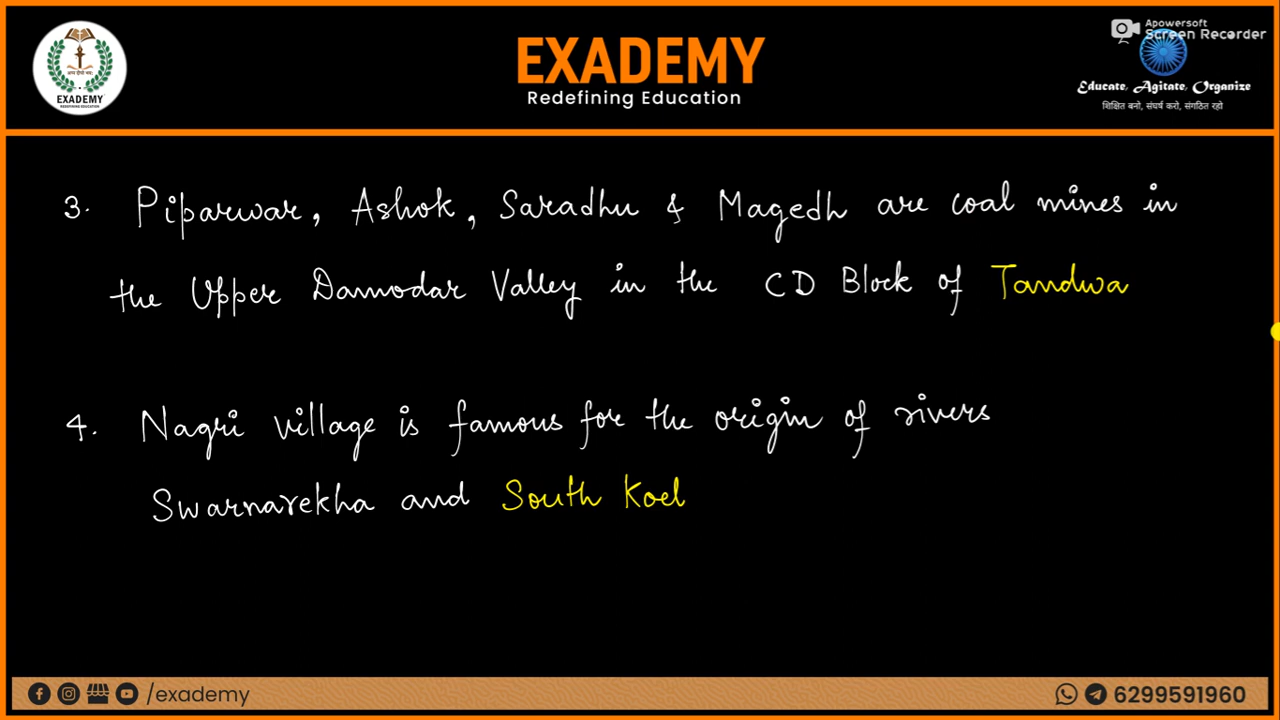 EXADEMY
Redefining Education
EXADEMY
REDEFINING EDUCATION
Apowersoft
Screen Recorder
Educate, Agitate, Organize
शिक्षित बनो, संघर्ष करो, संगठित रहो
3. Piparwar, Ashok, Saradhu & Magedh are coal mines in
the Upper Damodar Valley in the CD Block of Tandwa
4. Nagri village is famous for the origin of rivers
Swarnarekha and South Koel
/exademy
6299591960